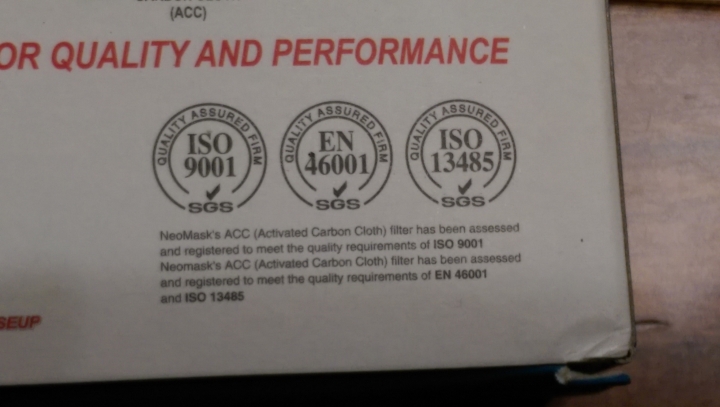 (ACC)
OR QUALITY AND PERFORMANCE
QUALITY ASSURED FIRM
ISO
9001
SGS
QUALITY ASSURED FIRM
EN
46001
SGS
QUALITY ASSURED FIRM
ISO
13485
SGS
NeoMask's ACC (Activated Carbon Cloth) filter has been assessed
and registered to meet the quality requirements of ISO 9001
Neomask's ACC (Activated Carbon Cloth) filter has been assessed
and registered to meet the quality requirements of EN 46001
and ISO 13485
SEUP